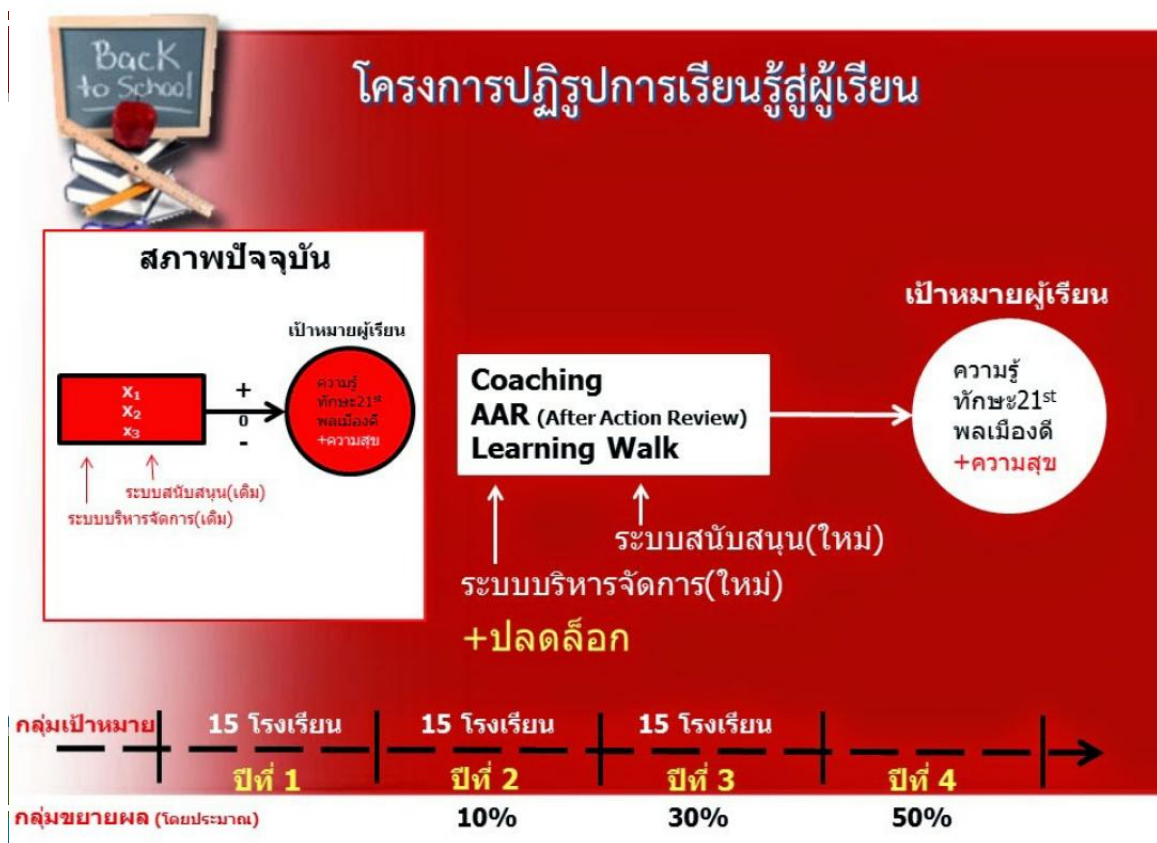 Back
to School
โครงการปฏิรูปการเรียนรู้สู่ผู้เรียน
สภาพปัจจุบัน
เป้าหมายผู้เรียน
X₁
X₂
X₃
+
0
-
ความรู้
ทักษะ21st
พลเมืองดี
+ความสุข
ระบบสนับสนุน(เดิม)
ระบบบริหารจัดการ(เดิม)
Coaching
AAR (After Action Review)
Learning Walk
ระบบสนับสนุน(ใหม่)
ระบบบริหารจัดการ(ใหม่)
+ปลดล็อก
เป้าหมายผู้เรียน
ความรู้
ทักษะ21st
พลเมืองดี
+ความสุข
กลุ่มเป้าหมาย 15 โรงเรียน 15 โรงเรียน 15 โรงเรียน
ปีที่ 1 ปีที่ 2 ปีที่ 3 ปีที่ 4
กลุ่มขยายผล (โดยประมาณ) 10% 30% 50%